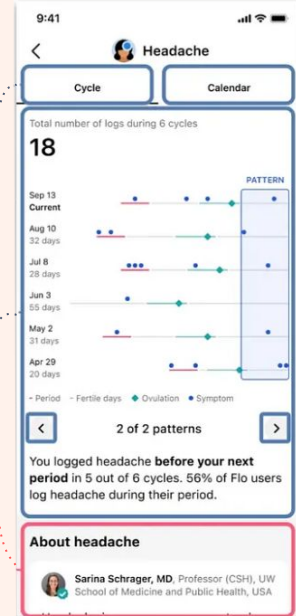 9:41
Headache
Cycle
Calendar
Total number of logs during 6 cycles
18
PATTERN
Sep 13
Current
Aug 10
32 days
Jul 8
28 days
Jun 3
55 days
May 2
31 days
Apr 29
20 days
- Period - Fertile days ◆ Ovulation • Symptom
2 of 2 patterns
You logged headache before your next
period in 5 out of 6 cycles. 56% of Flo users
log headache during their period.
About headache
Sarina Schrager, MD, Professor (CSH), UW
School of Medicine and Public Health, USA